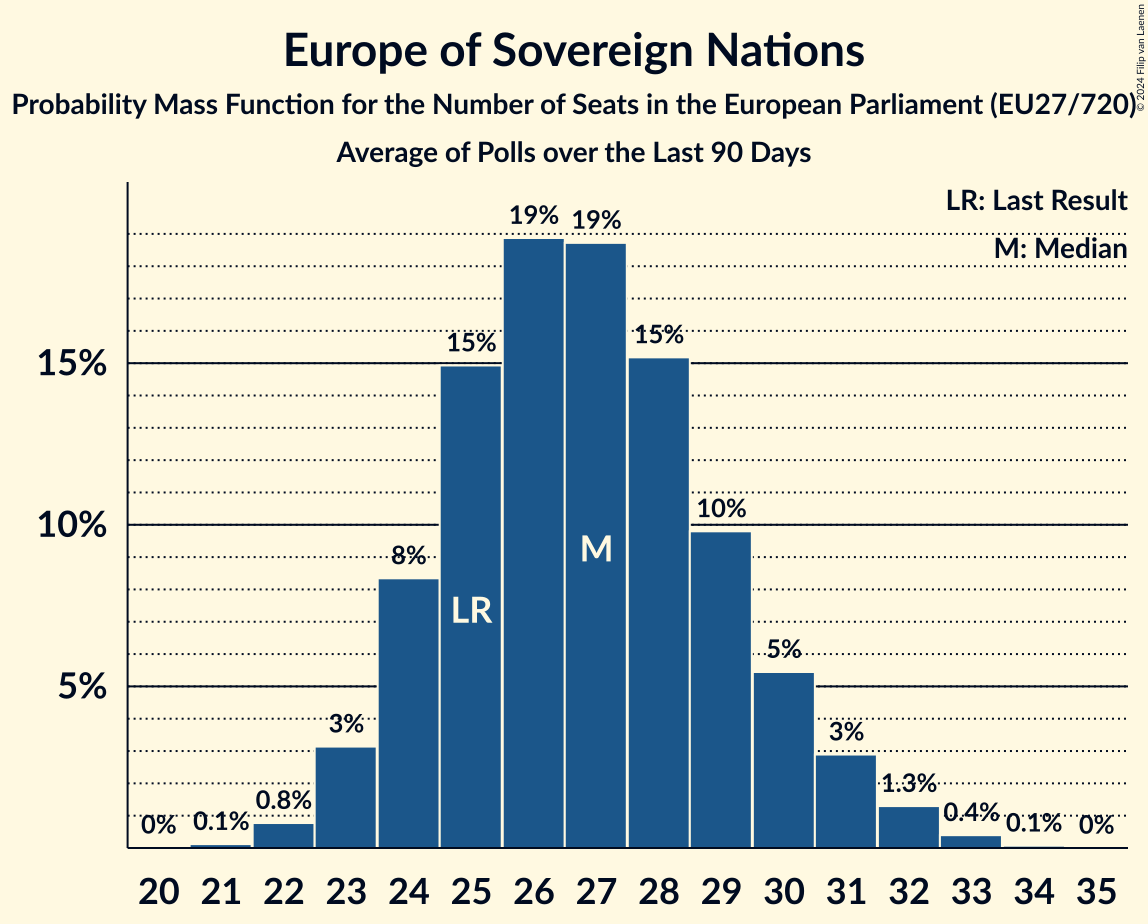 Europe of Sovereign Nations
Probability Mass Function for the Number of Seats in the European Parliament (EU27/720)
Average of Polls over the Last 90 Days
© 2024 Filip van Laenen
LR: Last Result
M: Median
19% 19%
15% 15%
15%
10%
10%
8%
M
LR
5%
5%
3% 3%
0.8% 1.3%
0% 0.1% 0.4% 0.1% 0%
20 21 22 23 24 25 26 27 28 29 30 31 32 33 34 35